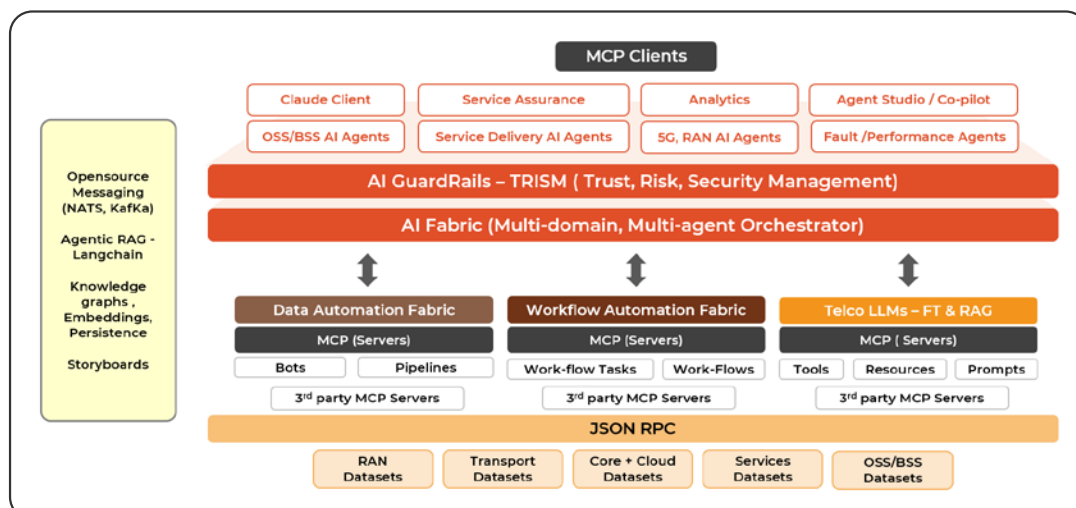 MCP Clients
Claude Client
Service Assurance
Analytics
Agent Studio / Co-pilot
OSS/BSS AI Agents
Service Delivery AI Agents
5G, RAN AI Agents
Fault /Performance Agents
Opensource
Messaging
(NATS, KafKa)
Agentic RAG -
Langchain
Knowledge
graphs ,
Embeddings,
Persistence
Storyboards
AI GuardRails – TRISM ( Trust, Risk, Security Management)
AI Fabric (Multi-domain, Multi-agent Orchestrator)
Data Automation Fabric
MCP (Servers)
Bots
Pipelines
3rd party MCP Servers
Workflow Automation Fabric
MCP (Servers)
Work-flow Tasks
Work-Flows
3rd party MCP Servers
Telco LLMs – FT & RAG
MCP ( Servers)
Tools
Resources
Prompts
3rd party MCP Servers
JSON RPC
RAN
Datasets
Transport
Datasets
Core + Cloud
Datasets
Services
Datasets
OSS/BSS
Datasets